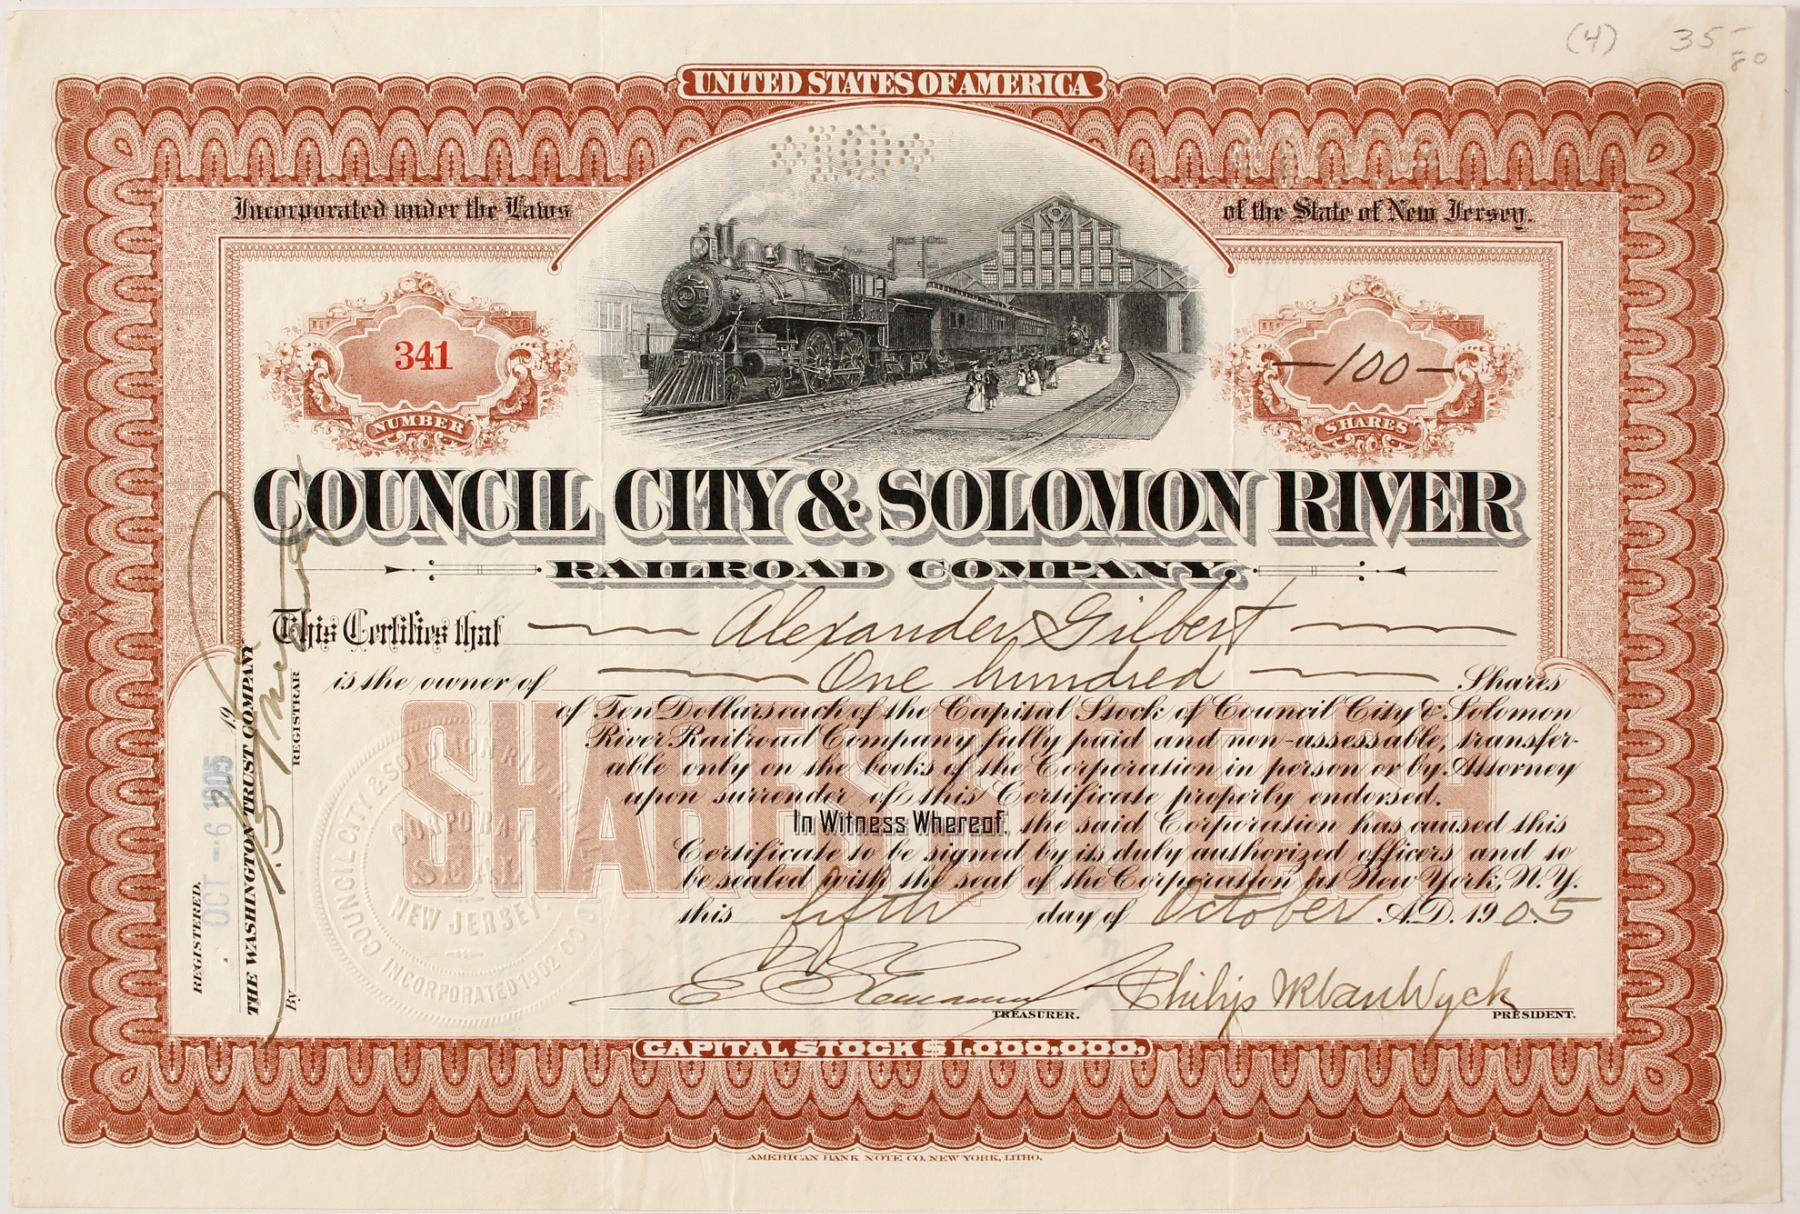 (4) 35-
80
UNITED STATES OF AMERICA
Incorporated under the Laws
of the State of New Jersey.
341
NUMBER
—100—
SHARES
COUNCIL CITY & SOLOMON RIVER
RAILROAD COMPANY.
This Certifies that Alexander Gilbert
is the owner of One hundred Shares
of Ten Dollars each of the Capital Stock of Council City & Solomon
River Railroad Company fully paid and non-assessable, transfer-
able only on the books of the Corporation in person or by Attorney
upon surrender of this Certificate properly endorsed.
In Witness Whereof, the said Corporation has caused this
Certificate to be signed by its duly authorized officers and to
be sealed with the seal of the Corporation at New York, N.Y.
this fifth day of October A.D. 1905
Philip W Van Wyck
TREASURER.
PRESIDENT.
SHARES $10 EACH
REGISTERED.
OCT -6 1905
19
THE WASHINGTON TRUST COMPANY
REGISTRAR
By
COUNCIL CITY & SOLOMON RIVER RAILROAD CO.
INCORPORATED 1902
CORPORATE
SEAL
NEW JERSEY.
CAPITAL STOCK $1,000,000.
AMERICAN BANK NOTE CO. NEW YORK, LITHO.